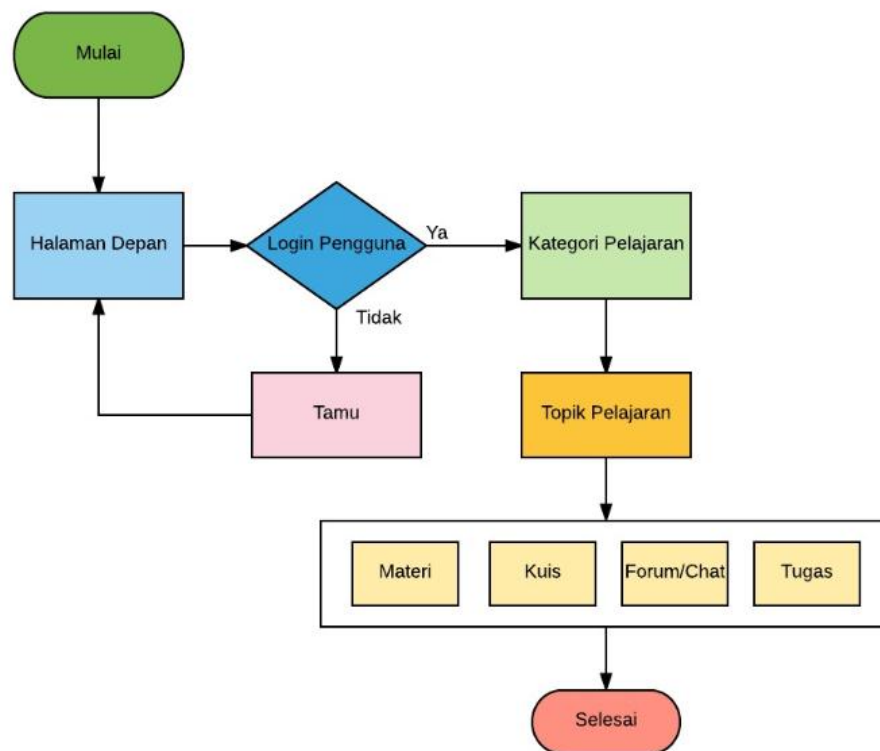 Mulai
Halaman Depan
Login Pengguna
Ya
Kategori Pelajaran
Tidak
Tamu
Topik Pelajaran
Materi
Kuis
Forum/Chat
Tugas
Selesai